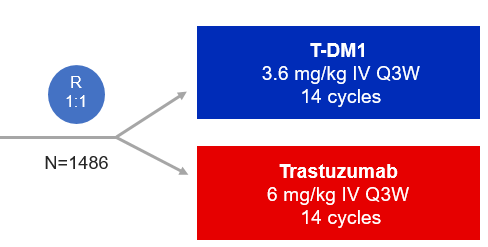 R
1:1
N=1486
T-DM1
3.6 mg/kg IV Q3W
14 cycles
Trastuzumab
6 mg/kg IV Q3W
14 cycles